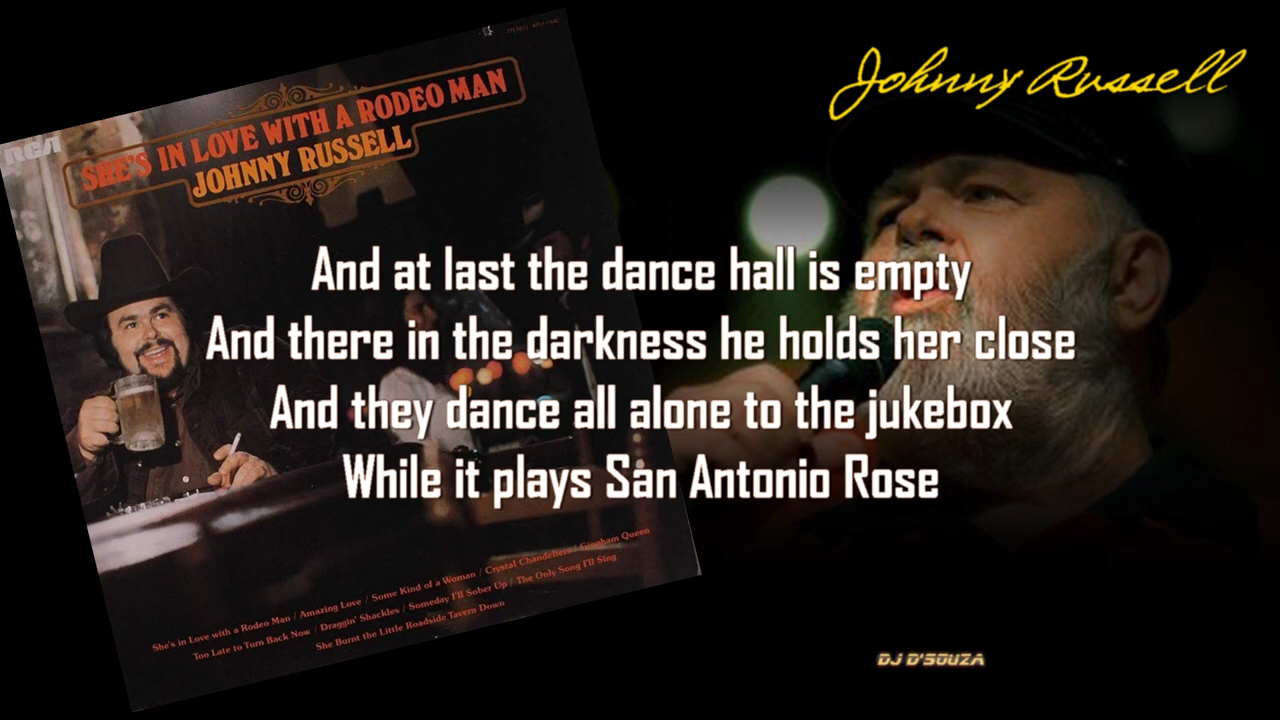 RCA
SHE'S IN LOVE WITH A RODEO MAN
JOHNNY RUSSELL
Johnny Russell
And at last the dance hall is empty
And there in the darkness he holds her close
And they dance all alone to the jukebox
While it plays San Antonio Rose
She's in Love with a Rodeo Man / Amazing Love / Some Kind of a Woman / Crystal Chandeliers / Gingham Queen
Too Late to Turn Back Now / Draggin' Shackles / Someday I'll Sober Up / The Only Song I'll Sing
She Burnt the Little Roadside Tavern Down
DJ D'SOUZA